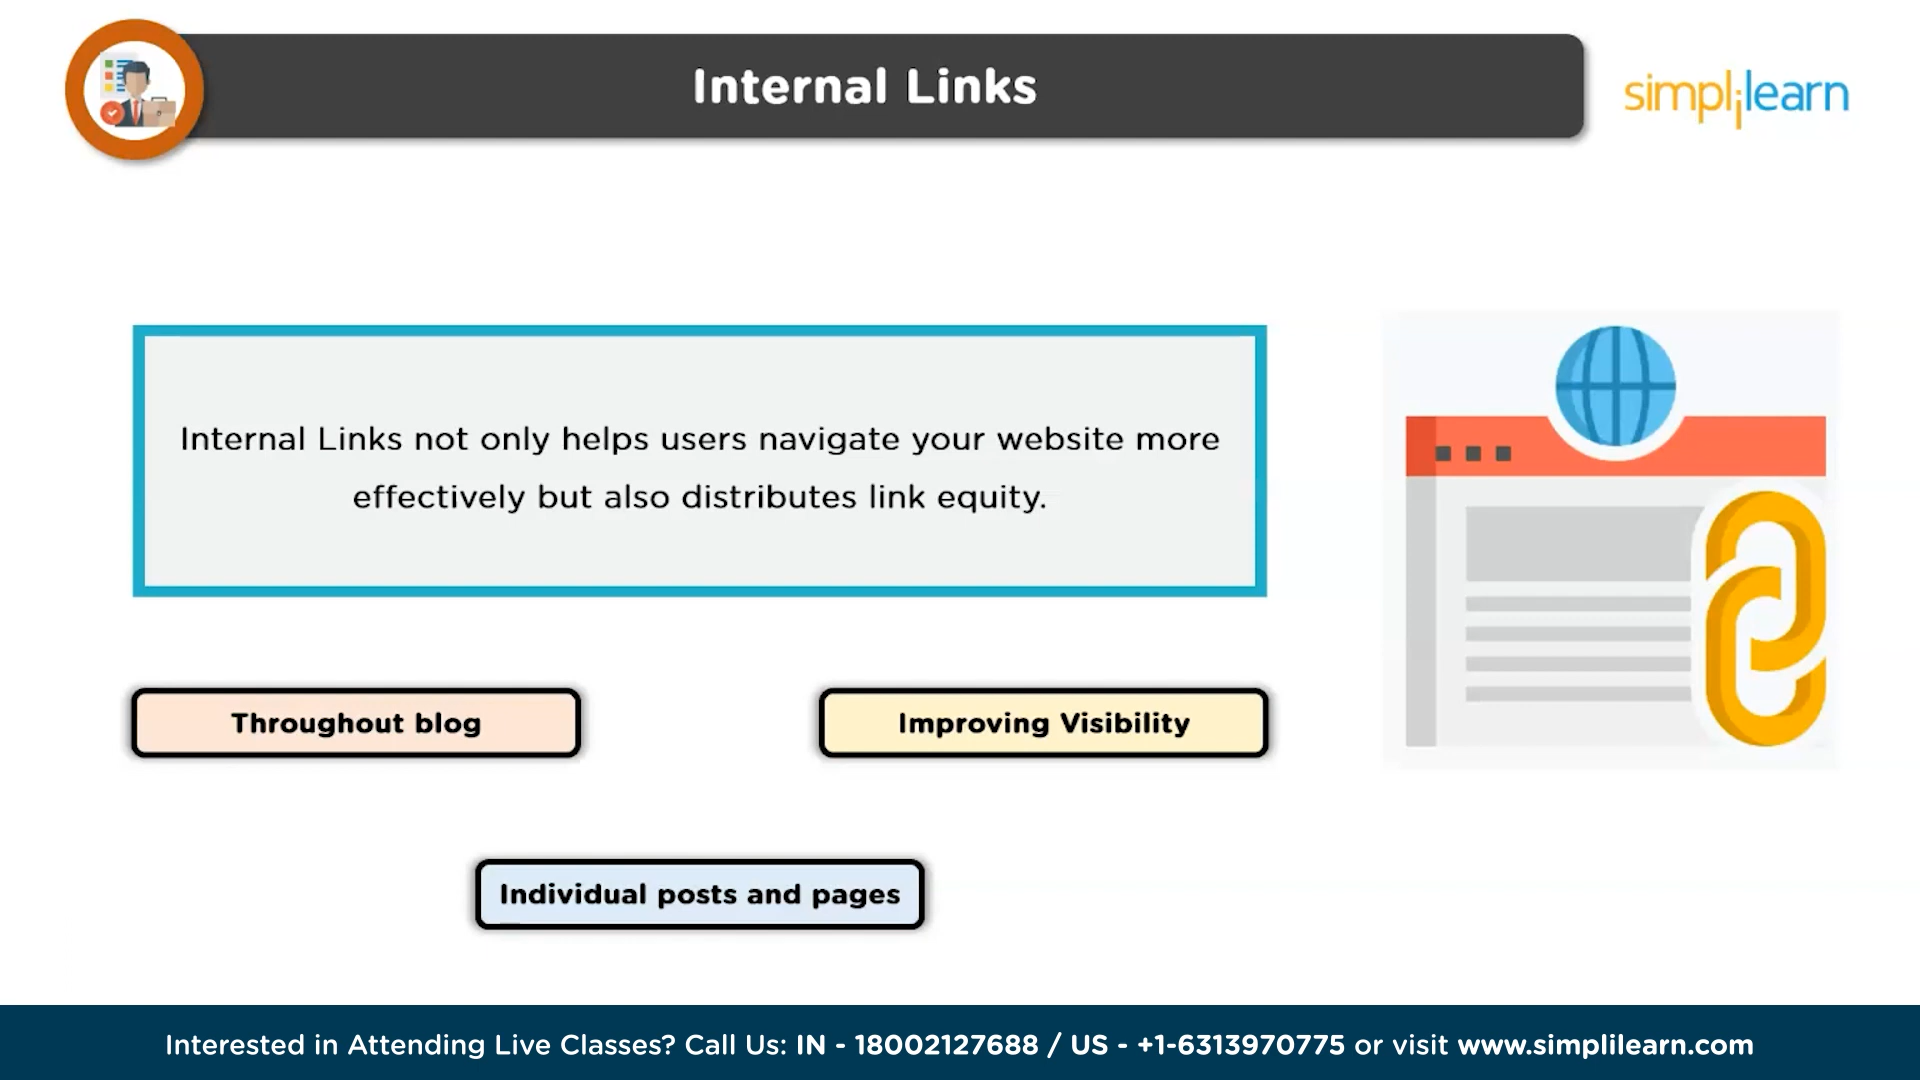 Internal Links
simplilearn
Internal Links not only helps users navigate your website more
effectively but also distributes link equity.
Throughout blog
Improving Visibility
Individual posts and pages
Interested in Attending Live Classes? Call Us: IN - 18002127688 / US - +1-6313970775 or visit www.simplilearn.com